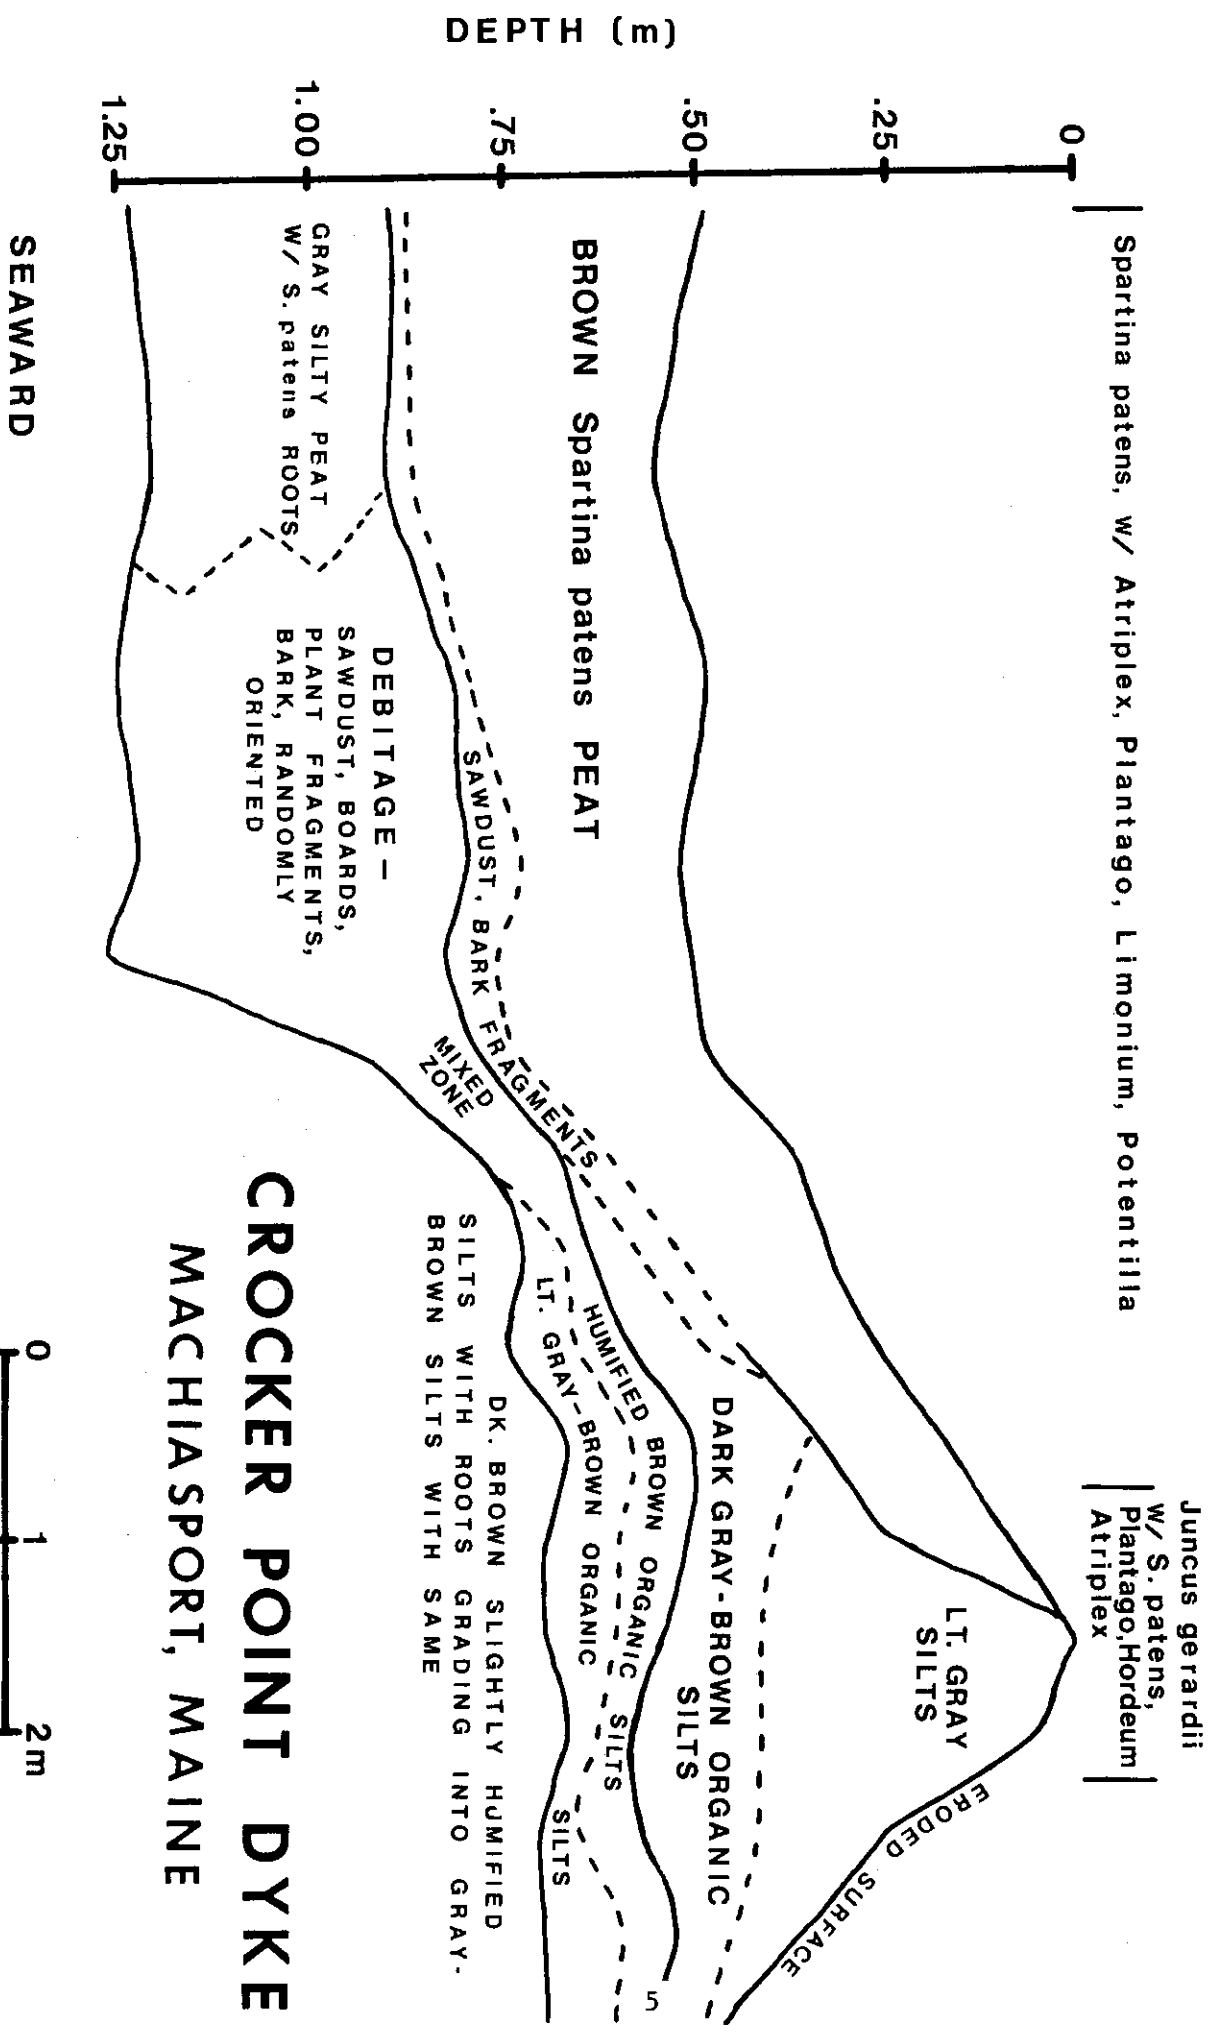 Spartina patens, w/ Atriplex, Plantago, Limonium, Potentilla
Juncus gerardii
w/ S. patens,
Plantago, Hordeum
Atriplex
DEPTH (m)
0
.25
.50
.75
1.00
1.25
BROWN Spartina patens PEAT
GRAY SILTY PEAT
W/ S. patens ROOTS
DEBITAGE—
SAWDUST, BOARDS,
PLANT FRAGMENTS,
BARK, RANDOMLY
ORIENTED
SAWDUST, BARK FRAGMENTS
MIXED
ZONE
LT. GRAY
SILTS
ERODED SURFACE
DARK GRAY-BROWN ORGANIC
SILTS
HUMIFIED BROWN ORGANIC SILTS
LT. GRAY-BROWN ORGANIC SILTS
DK. BROWN SLIGHTLY HUMIFIED
SILTS WITH ROOTS GRADING INTO GRAY-
BROWN SILTS WITH SAME
CROCKER POINT DYKE
MACHIASPORT, MAINE
SEAWARD
0 1 2m
5